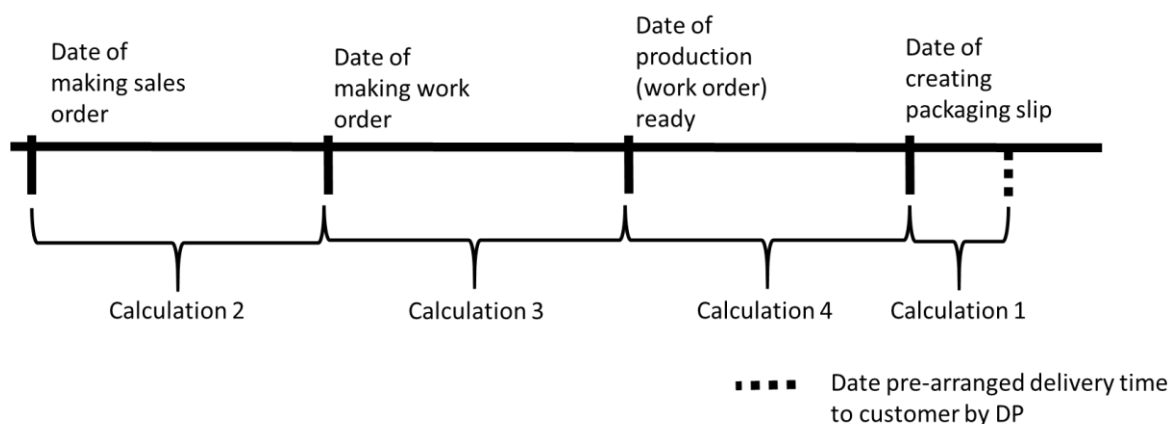 Date of
making sales
order
Date of
making work
order
Date of
production
(work order)
ready
Date of
creating
packaging slip
Calculation 2
Calculation 3
Calculation 4
Calculation 1
Date pre-arranged delivery time
to customer by DP